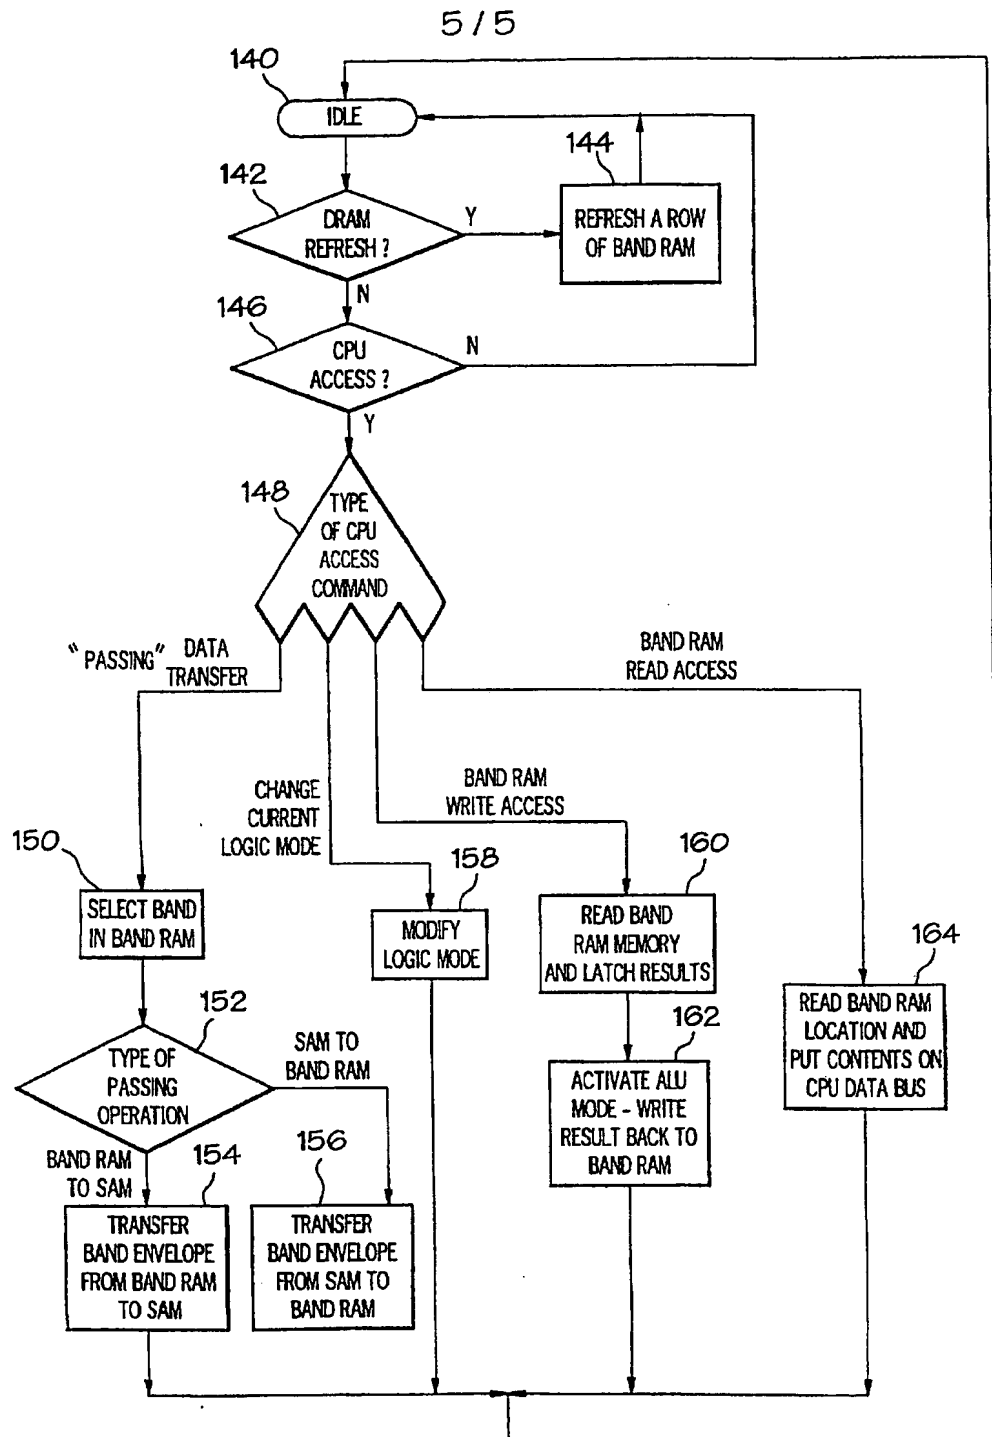 5/5
140
IDLE
144
142
DRAM
REFRESH ?
Y
REFRESH A ROW
OF BAND RAM
N
146
CPU
ACCESS ?
N
Y
148
TYPE
OF CPU
ACCESS
COMMAND
"PASSING" DATA
TRANSFER
BAND RAM
READ ACCESS
CHANGE
CURRENT
LOGIC MODE
BAND RAM
WRITE ACCESS
150
SELECT BAND
IN BAND RAM
158
MODIFY
LOGIC MODE
160
READ BAND
RAM MEMORY
AND LATCH RESULTS
164
READ BAND RAM
LOCATION AND
PUT CONTENTS ON
CPU DATA BUS
152
TYPE OF
PASSING
OPERATION
SAM TO
BAND RAM
162
ACTIVATE ALU
MODE - WRITE
RESULT BACK TO
BAND RAM
BAND RAM
TO SAM
154
TRANSFER
BAND ENVELOPE
FROM BAND RAM
TO SAM
156
TRANSFER
BAND ENVELOPE
FROM SAM TO
BAND RAM